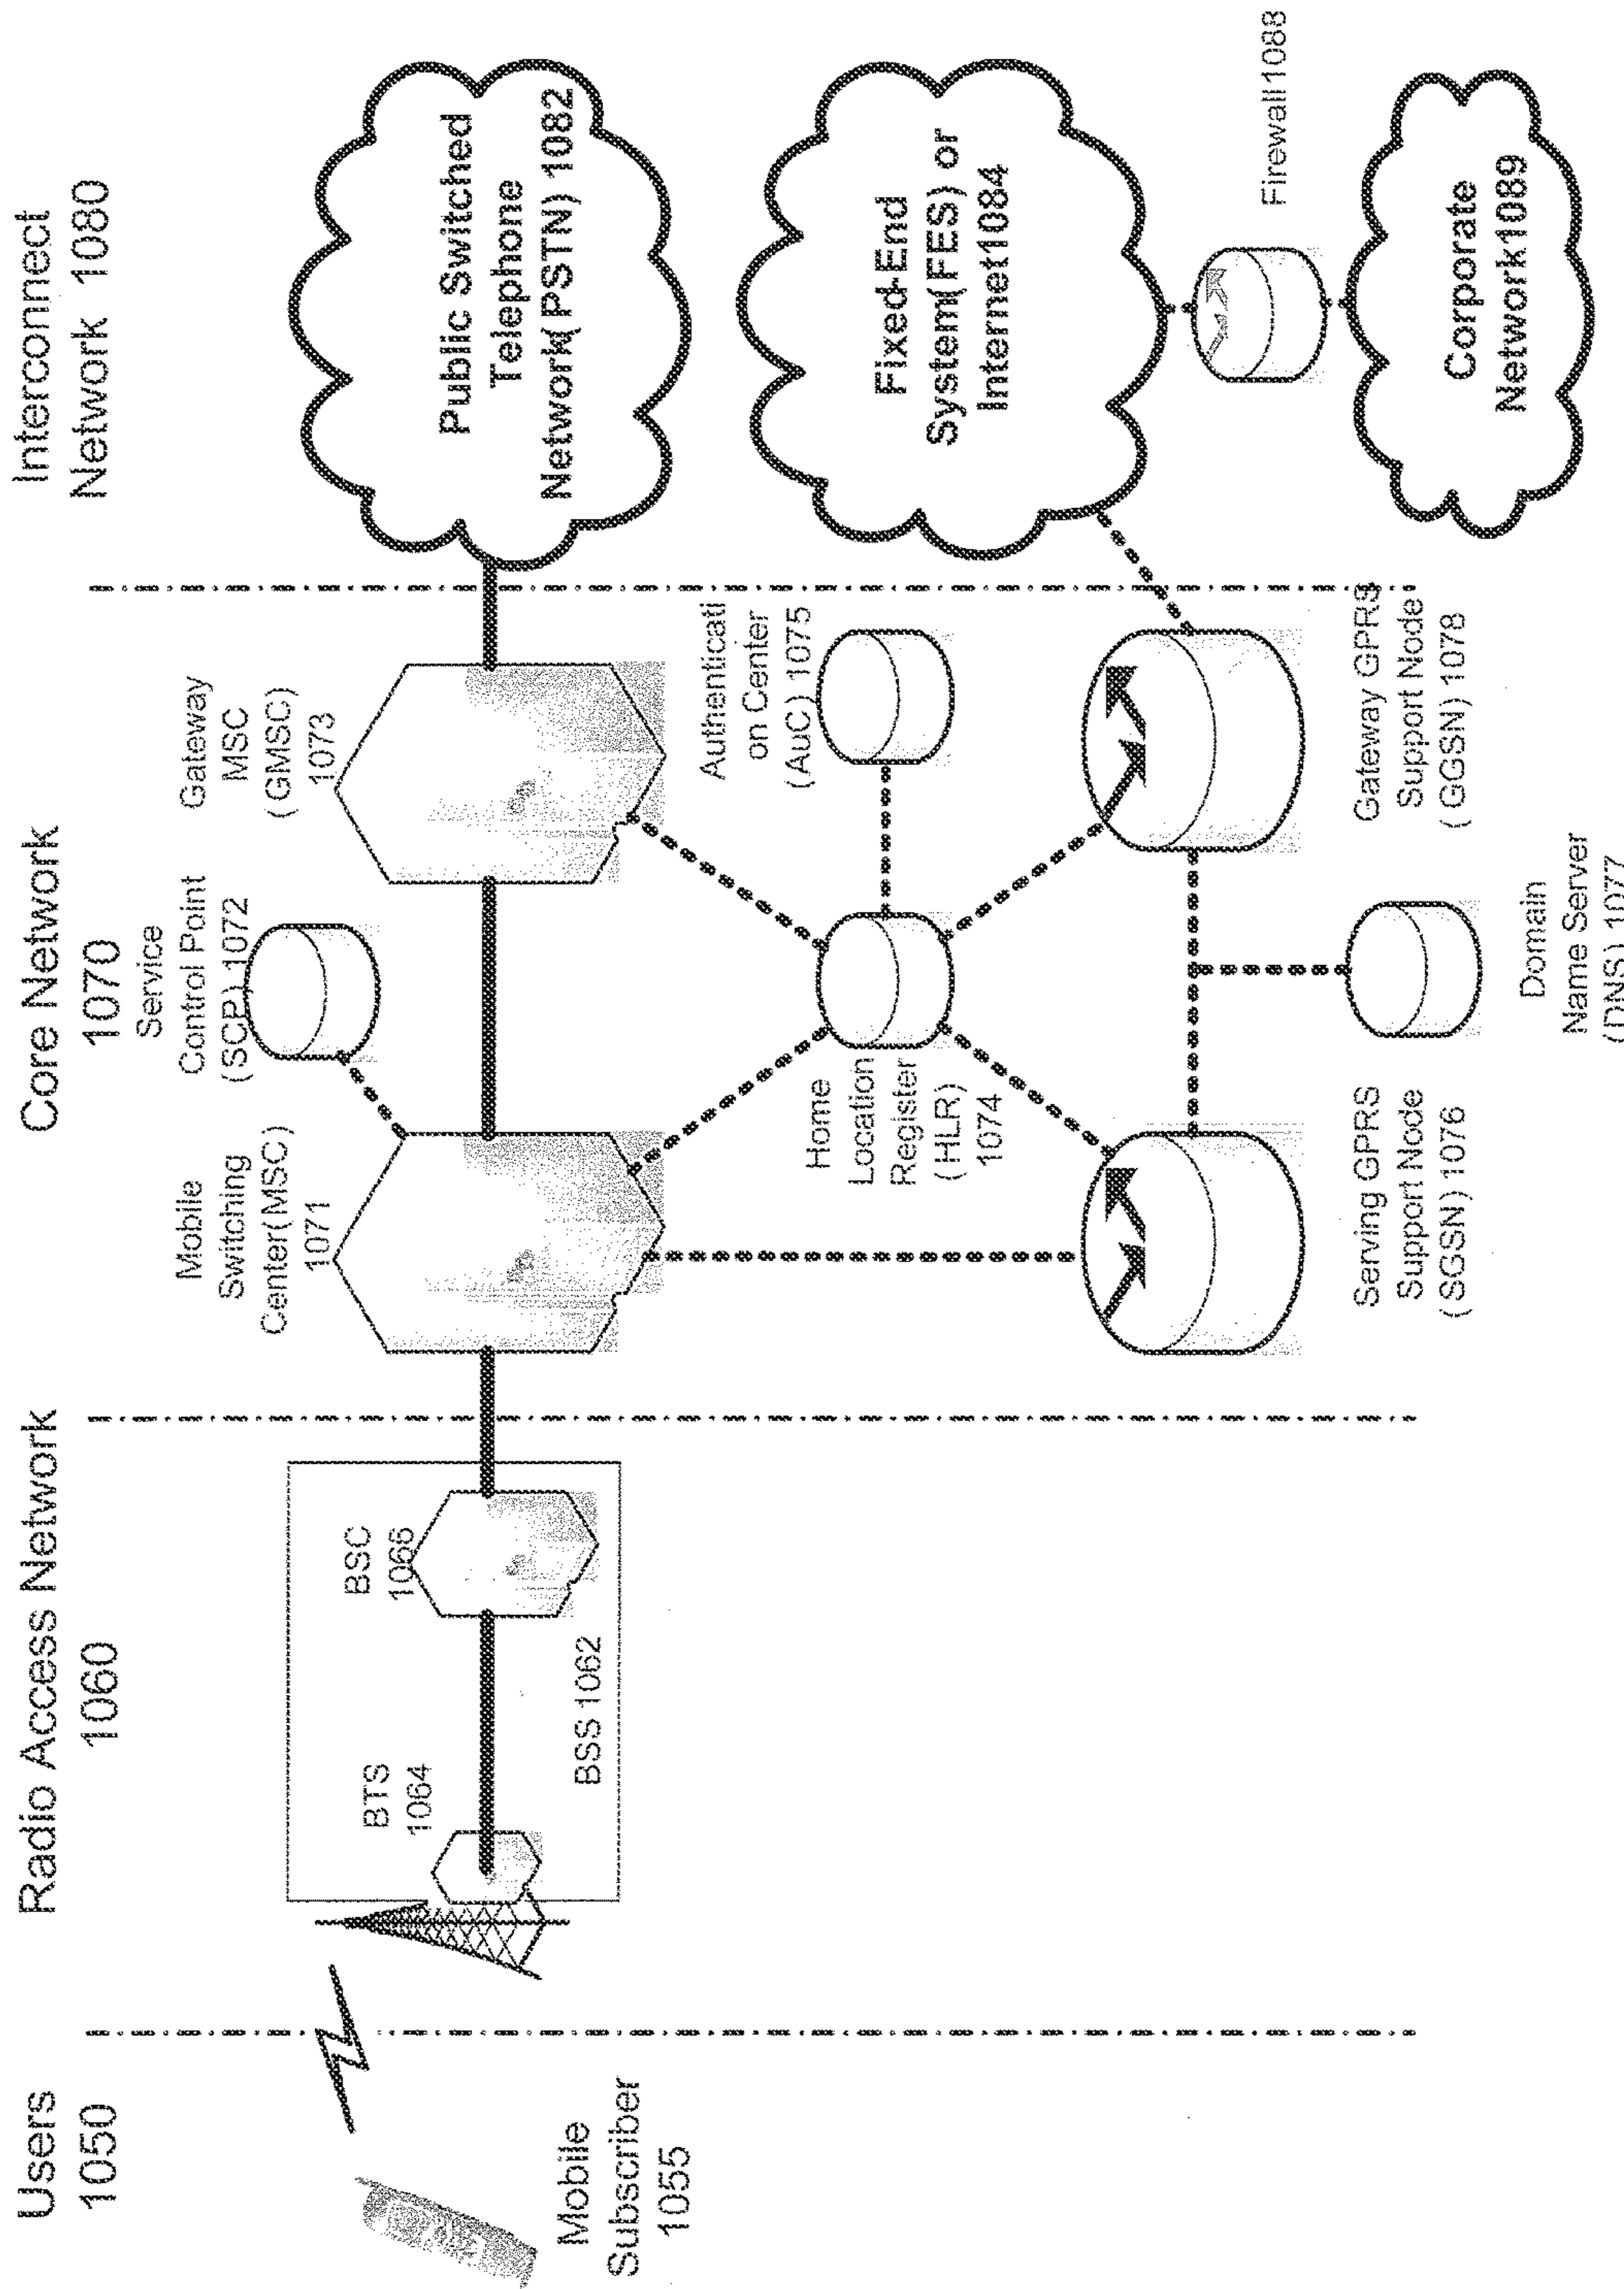 Users
1050
Radio Access Network
1060
Core Network
1070
Interconnect
Network 1080
Mobile
Subscriber
1055
BTS
1064
BSC
1066
BSS 1062
Mobile
Switching
Center(MSC)
1071
Service
Control Point
(SCP) 1072
Gateway
MSC
(GMSC)
1073
Home
Location
Register
(HLR)
1074
Authenticati
on Center
(AuC) 1075
Serving GPRS
Support Node
(SGSN) 1076
Domain
Name Server
(DNS) 1077
Gateway GPRS
Support Node
(GGSN) 1078
Public Switched
Telephone
Network(PSTN) 1082
Fixed-End
System(FES) or
Internet1084
Firewall1088
Corporate
Network1089